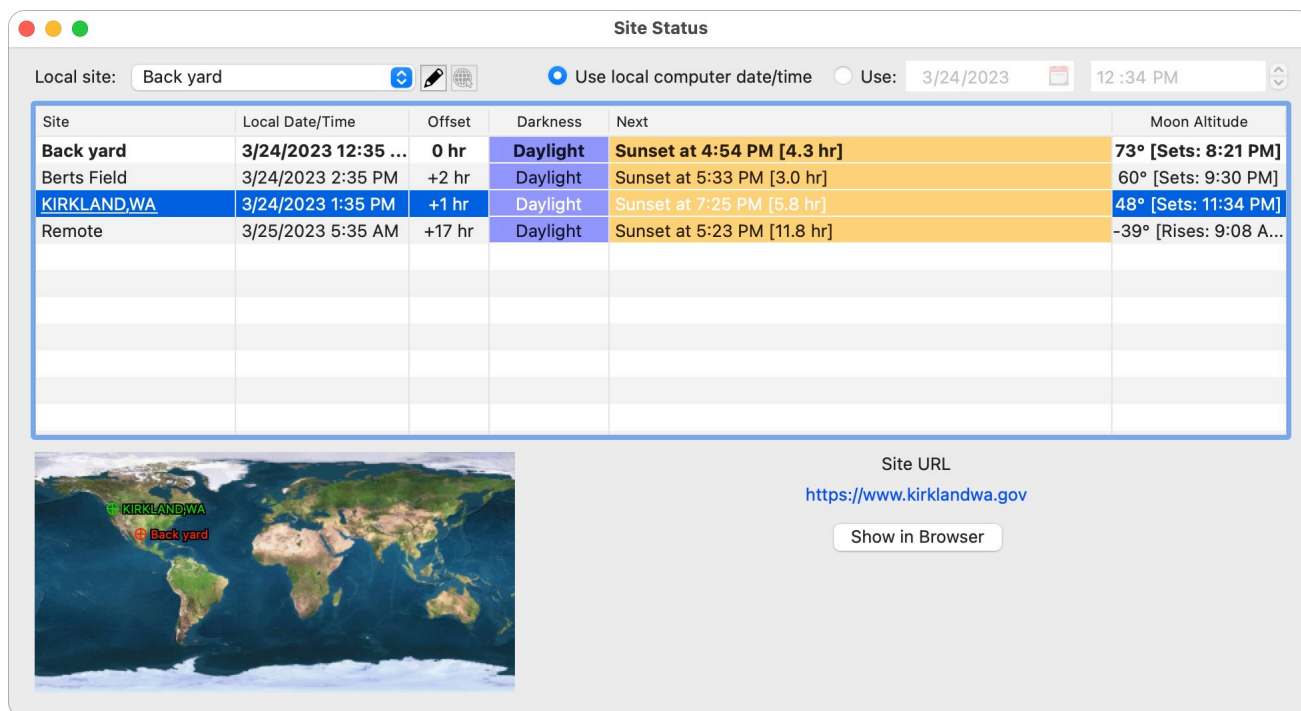 Site Status
Local site: Back yard Use local computer date/time Use: 3/24/2023 12 :34 PM
Site Local Date/Time Offset Darkness Next Moon Altitude
Back yard 3/24/2023 12:35 ... 0 hr Daylight Sunset at 4:54 PM [4.3 hr] 73° [Sets: 8:21 PM]
Berts Field 3/24/2023 2:35 PM +2 hr Daylight Sunset at 5:33 PM [3.0 hr] 60° [Sets: 9:30 PM]
KIRKLAND,WA 3/24/2023 1:35 PM +1 hr Daylight Sunset at 7:25 PM [5.8 hr] 48° [Sets: 11:34 PM]
Remote 3/25/2023 5:35 AM +17 hr Daylight Sunset at 5:23 PM [11.8 hr] -39° [Rises: 9:08 A...
KIRKLAND,WA
Back yard
Site URL
https://www.kirklandwa.gov
Show in Browser